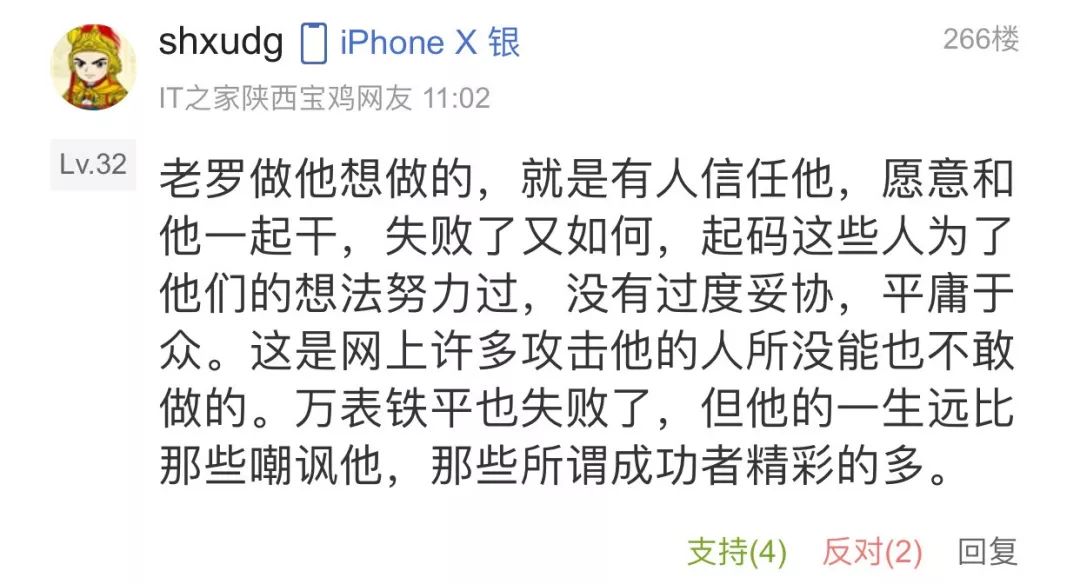 shxudg iPhone X 银 266楼
IT之家陕西宝鸡网友 11:02
Lv.32
老罗做他想做的，就是有人信任他，愿意和
他一起干，失败了又如何，起码这些人为了
他们的想法努力过，没有过度妥协，平庸于
众。这是网上许多攻击他的人所没能也不敢
做的。万表铁平也失败了，但他的一生远比
那些嘲讽他，那些所谓成功者精彩的多。
支持(4) 反对(2) 回复